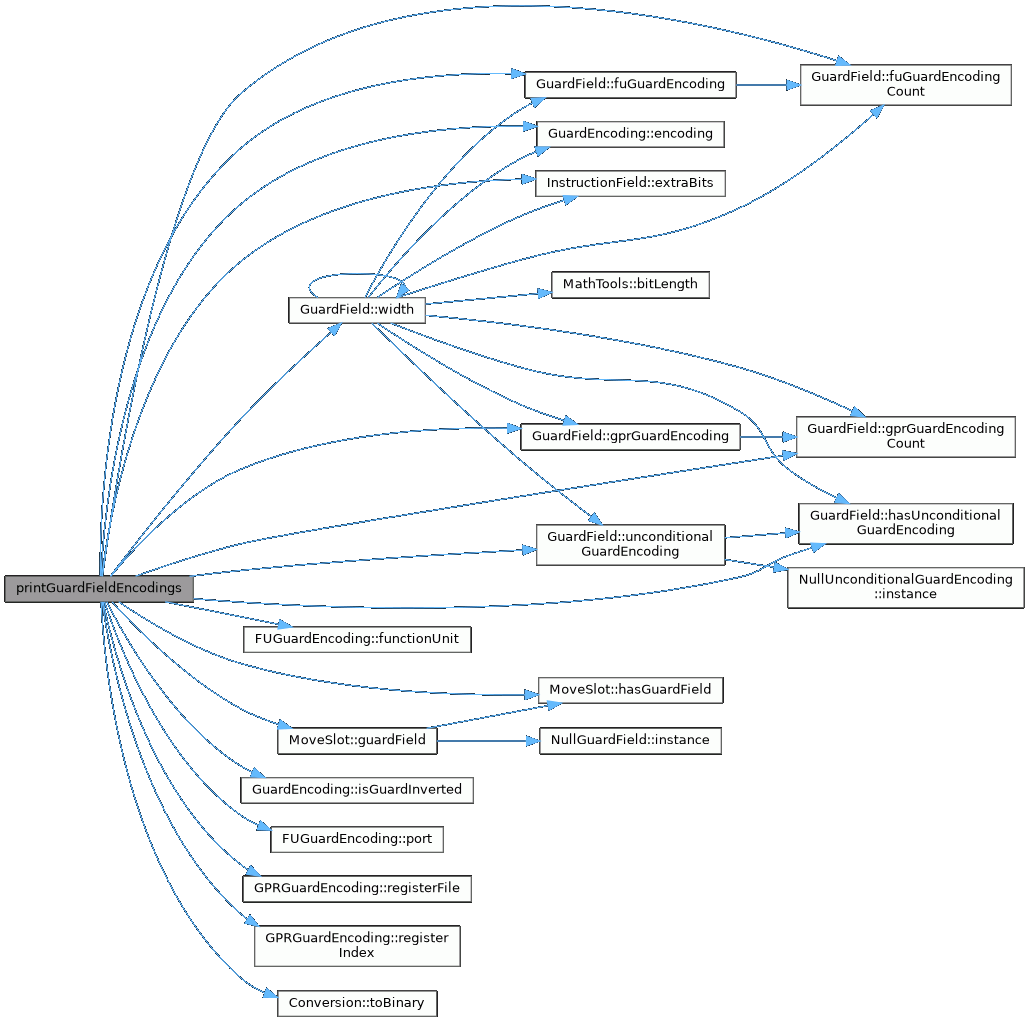 GuardField::fuGuardEncoding
Count
GuardField::fuGuardEncoding
GuardEncoding::encoding
InstructionField::extraBits
MathTools::bitLength
GuardField::width
GuardField::gprGuardEncoding
Count
GuardField::gprGuardEncoding
GuardField::hasUnconditional
GuardEncoding
GuardField::unconditional
GuardEncoding
NullUnconditionalGuardEncoding
::instance
printGuardFieldEncodings
FUGuardEncoding::functionUnit
MoveSlot::hasGuardField
MoveSlot::guardField
NullGuardField::instance
GuardEncoding::isGuardInverted
FUGuardEncoding::port
GPRGuardEncoding::registerFile
GPRGuardEncoding::register
Index
Conversion::toBinary